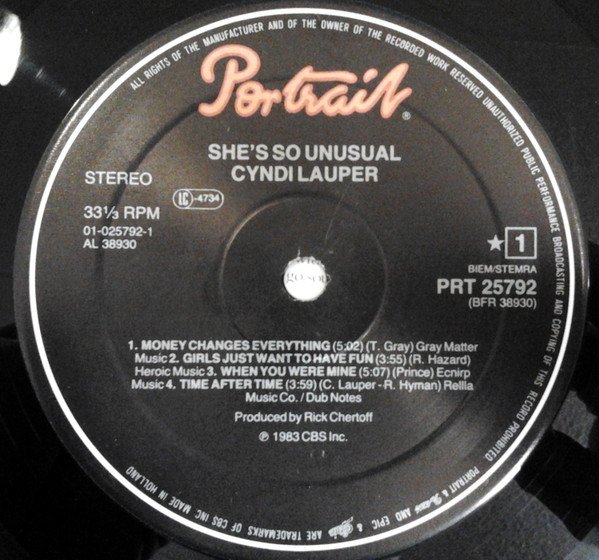 ALL RIGHTS OF THE MANUFACTURER AND OF THE OWNER OF THE RECORDED WORK RESERVED UNAUTHORIZED PUBLIC PERFORMANCE BROADCASTING AND COPYING OF THIS RECORD PROHIBITED
Portrait®
SHE'S SO UNUSUAL
CYNDI LAUPER
STEREO
LC-4734
33⅓ RPM
01-025792-1
AL 38930
★ 1
BIEM/STEMRA
PRT 25792
(BFR 38930)
1. MONEY CHANGES EVERYTHING (5:02) (T. Gray) Gray Matter
Music 2. GIRLS JUST WANT TO HAVE FUN (3:55) (R. Hazard)
Heroic Music 3. WHEN YOU WERE MINE (5:07) (Prince) Ecnirp
Music 4. TIME AFTER TIME (3:59) (C. Lauper-R. Hyman) Rellla
Music Co. / Dub Notes
Produced by Rick Chertoff
℗ 1983 CBS Inc.
PORTRAIT & AND EPIC & ARE TRADEMARKS OF CBS INC MADE IN HOLLAND